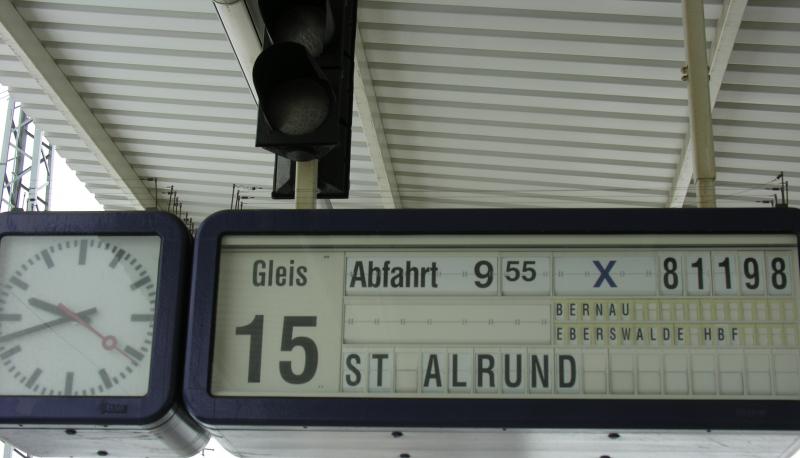 Gleis Abfahrt 9 55 X 81198
BERNAU
EBERSWALDE HBF
15 ST ALRUND